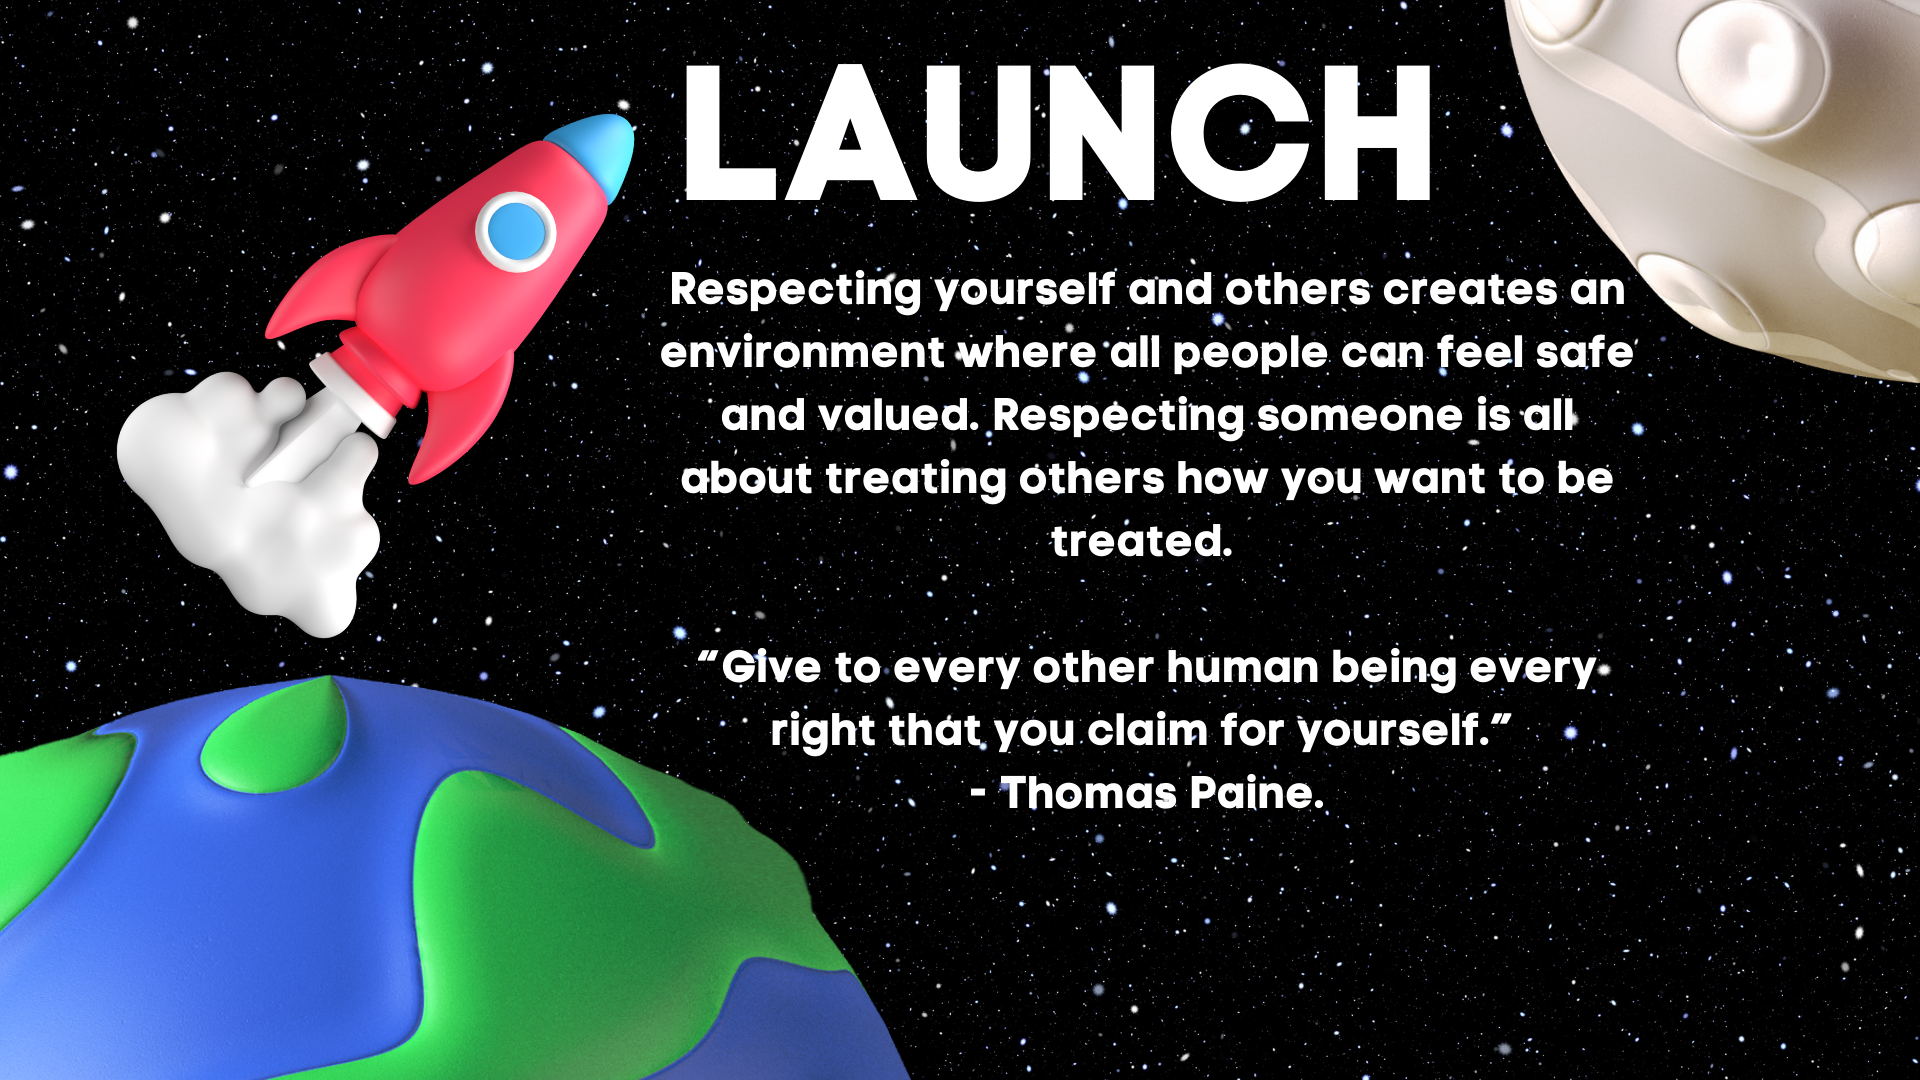 LAUNCH
Respecting yourself and others creates an
environment where all people can feel safe
and valued. Respecting someone is all
about treating others how you want to be
treated.
“Give to every other human being every
right that you claim for yourself.”
- Thomas Paine.